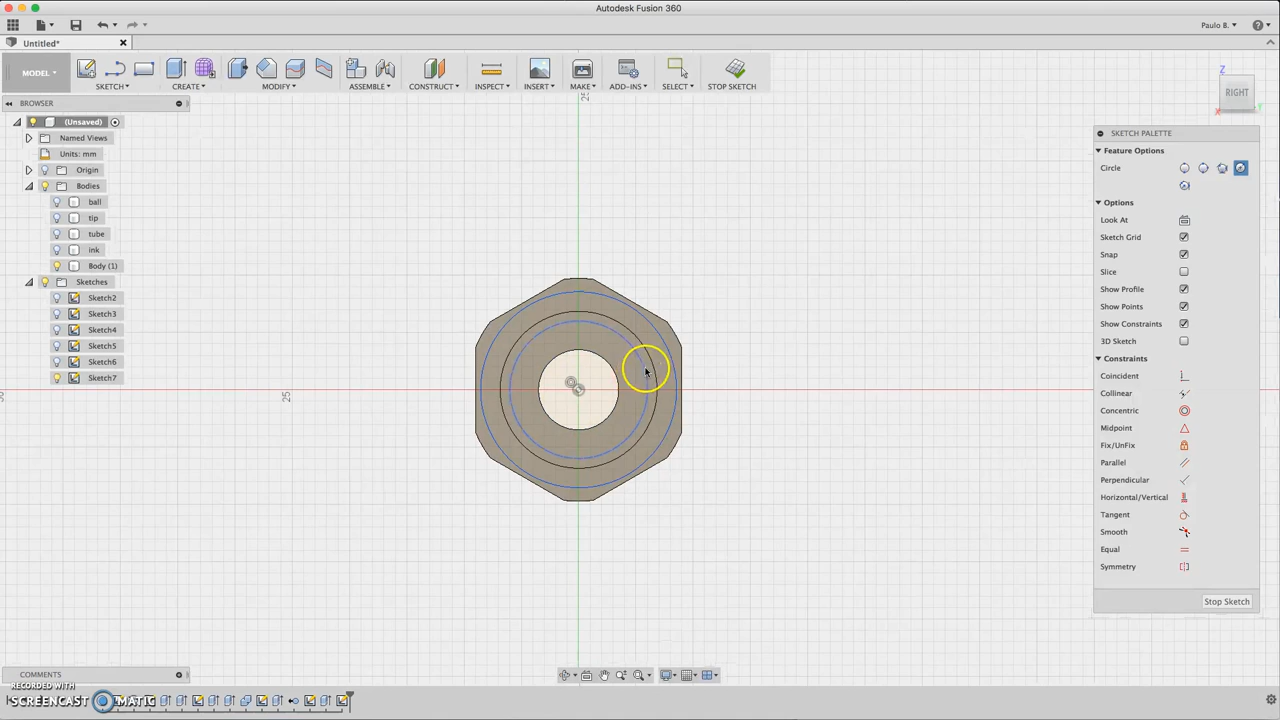 Autodesk Fusion 360
Paulo B.
Untitled*
MODEL
SKETCH
CREATE
MODIFY
ASSEMBLE
CONSTRUCT
INSPECT
INSERT
MAKE
ADD-INS
SELECT
STOP SKETCH
BROWSER
(Unsaved)
Named Views
Units: mm
Origin
Bodies
ball
tip
tube
ink
Body (1)
Sketches
Sketch2
Sketch3
Sketch4
Sketch5
Sketch6
Sketch7
25
Z
RIGHT
X
Y
SKETCH PALETTE
Feature Options
Circle
Options
Look At
Sketch Grid
Snap
Slice
Show Profile
Show Points
Show Constraints
3D Sketch
Constraints
Coincident
Collinear
Concentric
Midpoint
Fix/UnFix
Parallel
Perpendicular
Horizontal/Vertical
Tangent
Smooth
Equal
Symmetry
Stop Sketch
COMMENTS
RECORDED WITH
SCREENCAST MATIC